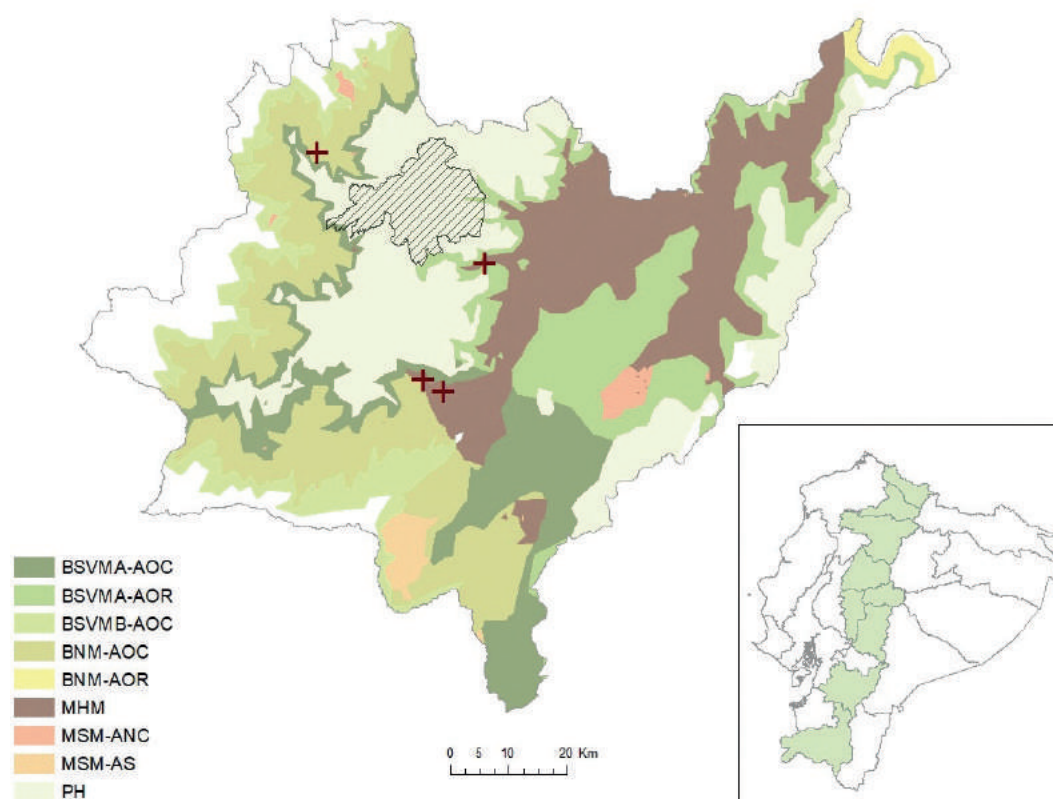 BSVMA-AOC
BSVMA-AOR
BSVMB-AOC
BNM-AOC
BNM-AOR
MHM
MSM-ANC
MSM-AS
PH
0 5 10 20 Km